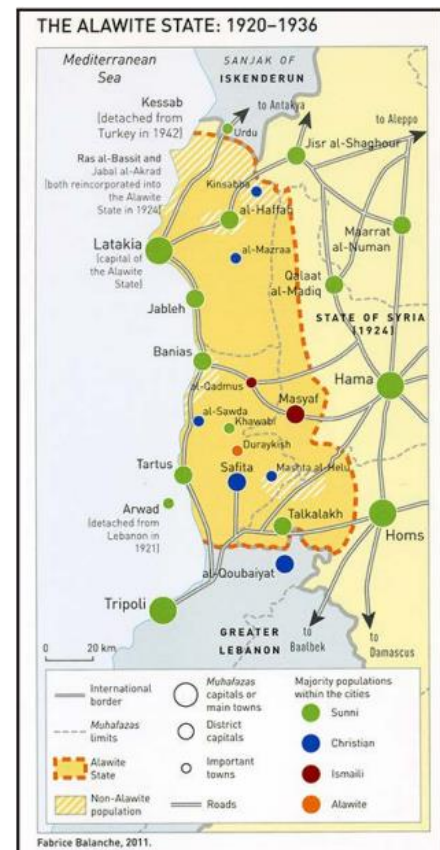 THE ALAWITE STATE: 1920–1936
Mediterranean
Sea
SANJAK OF
ISKENDERUN
Kessab
(detached from
Turkey in 1942)
to Antakya
to Aleppo
Urdu
Jisr al-Shaghour
Ras al-Bassit and
Jabal al-Akrad
(both reincorporated into
the Alawite
State in 1924)
Kinsabba
al-Haffah
Maarrat
al-Numan
Latakia
(capital of
the Alawite
State)
al-Mazraa
Qalaat
al-Madiq
Jableh
STATE OF SYRIA
(1924)
Banias
Hama
al-Qadmus
Masyaf
al-Sawda
Khawabi
Duraykish
Tartus
Safita
Mashta al-Helu
Arwad
(detached from
Lebanon in
1921)
Talkalakh
Homs
al-Qoubaiyat
Tripoli
GREATER
LEBANON
to
Baalbek
to
Damascus
0 20 km
International
border
Muhafazas
limits
Alawite
State
Non-Alawite
population
Muhafazas
capitals or
main towns
District
capitals
Important
towns
Roads
Majority populations
within the cities
Sunni
Christian
Ismaili
Alawite
Fabrice Balanche, 2011.